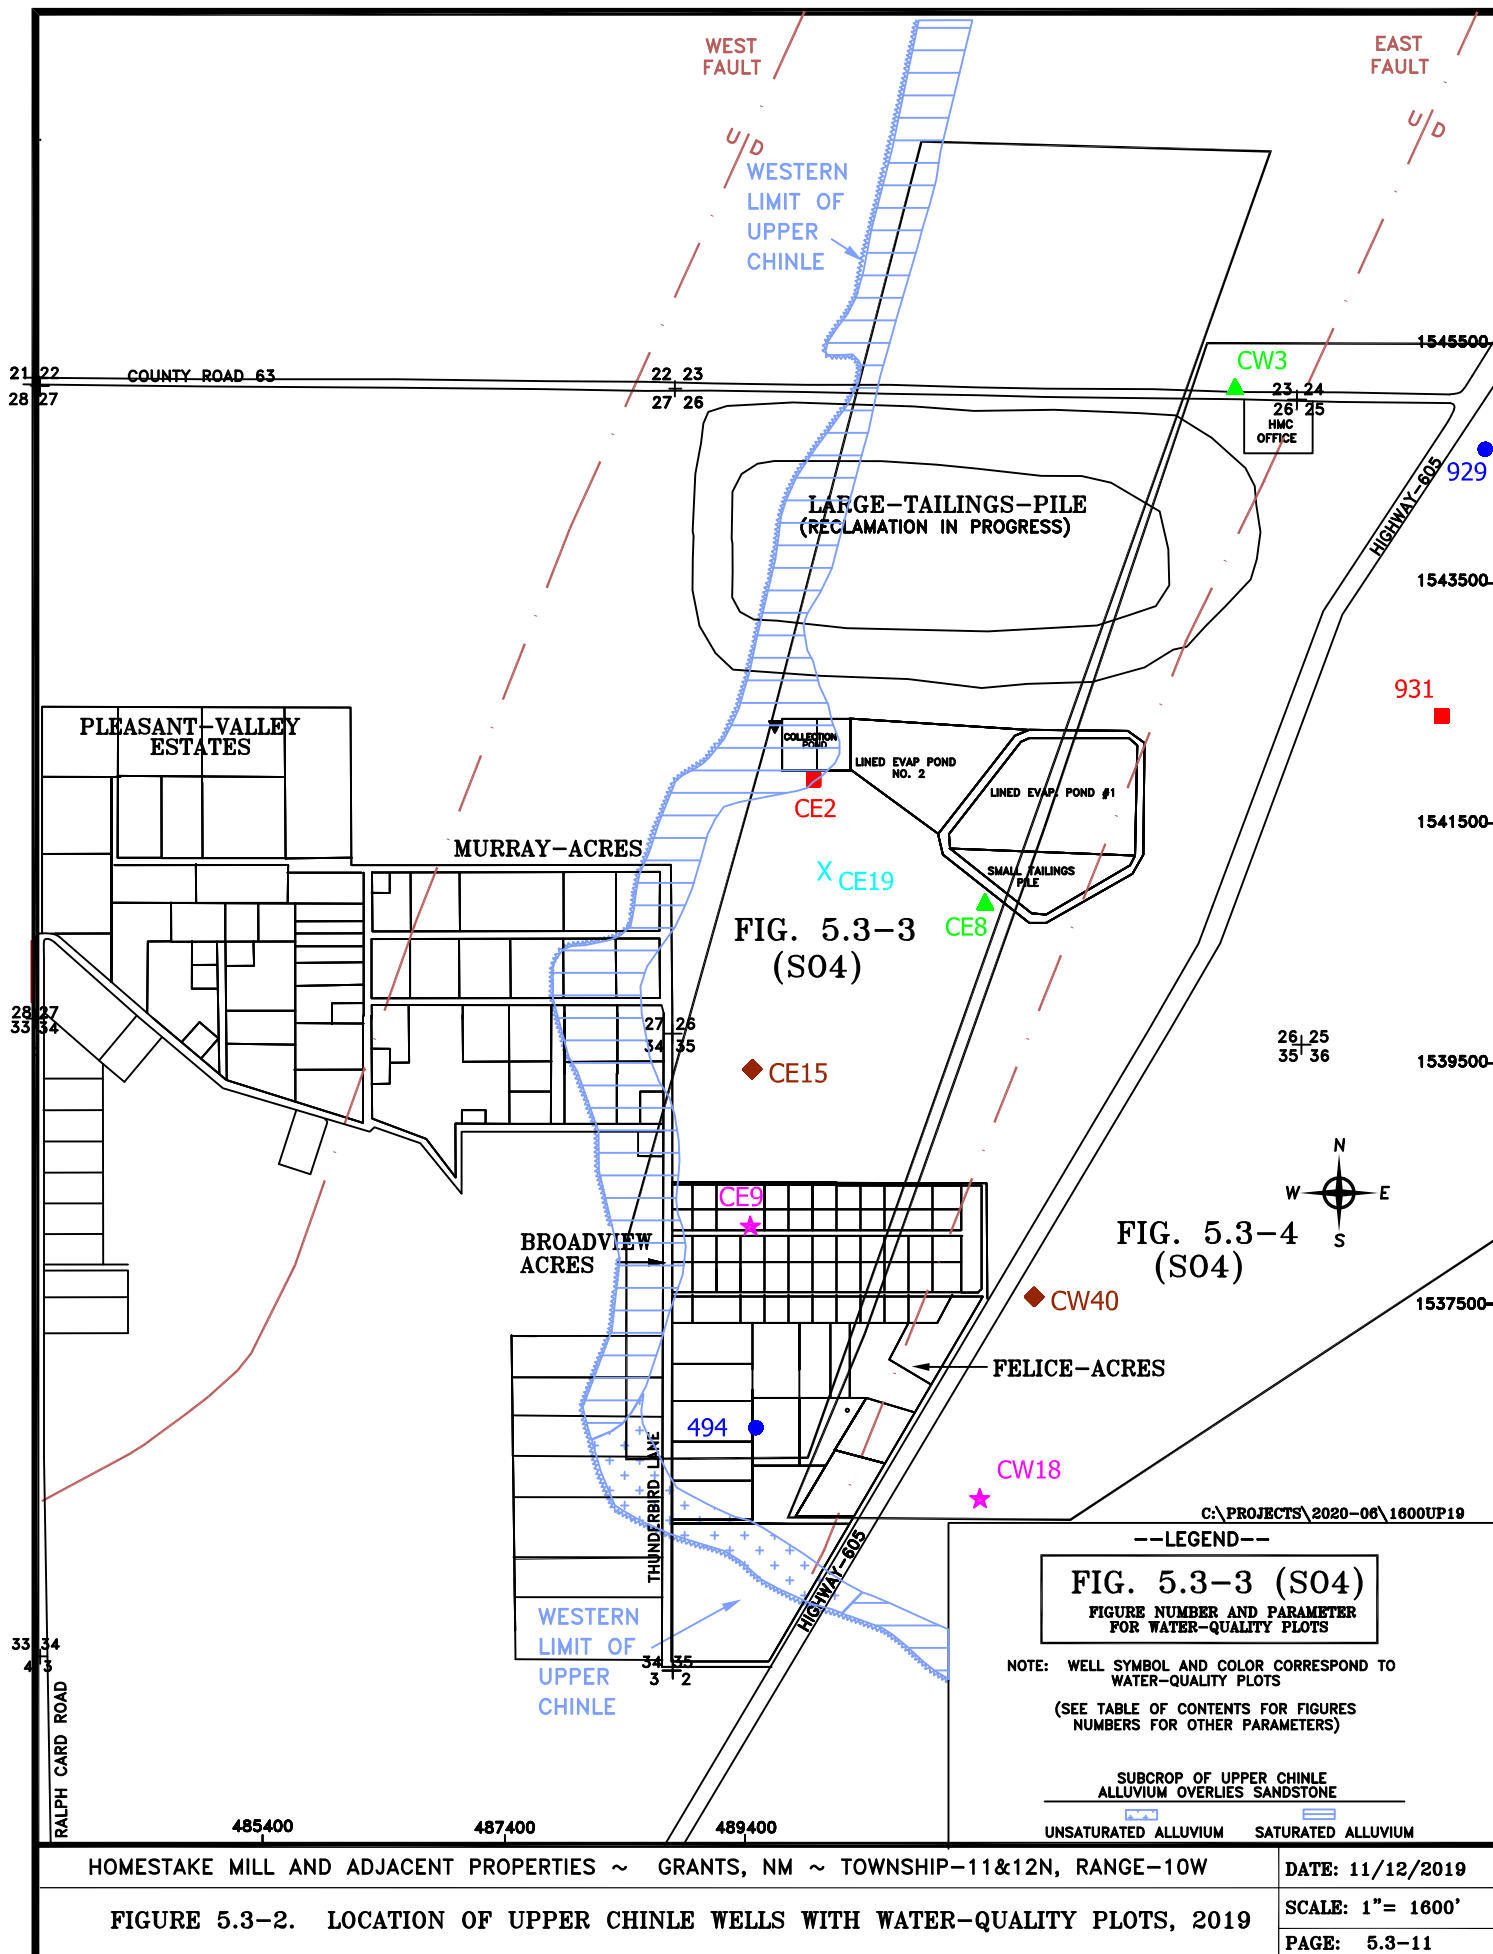 WEST
FAULT
EAST
FAULT
U/D
U/D
WESTERN
LIMIT OF
UPPER
CHINLE
1545500
CW3
21 22
28 27
COUNTY ROAD 63
22 23
27 26
23 24
26 25
HMC
OFFICE
929
HIGHWAY-605
LARGE-TAILINGS-PILE
(RECLAMATION IN PROGRESS)
1543500
931
PLEASANT-VALLEY
ESTATES
COLLECTION
POND
LINED EVAP POND
NO. 2
LINED EVAP. POND #1
CE2
1541500
MURRAY-ACRES
X CE19
SMALL TAILINGS
PILE
CE8
FIG. 5.3-3
(SO4)
28 27
33 34
27 26
34 35
26 25
35 36
1539500
CE15
N
W E
S
CE9
FIG. 5.3-4
(SO4)
BROADVIEW
ACRES
CW40
1537500
FELICE-ACRES
494
THUNDERBIRD LANE
CW18
HIGHWAY-605
C:\PROJECTS\2020-06\1600UP19
--LEGEND--
FIG. 5.3-3 (SO4)
FIGURE NUMBER AND PARAMETER
FOR WATER-QUALITY PLOTS
WESTERN
LIMIT OF
UPPER
CHINLE
33 34
4 3
34 35
3 2
NOTE: WELL SYMBOL AND COLOR CORRESPOND TO
WATER-QUALITY PLOTS
(SEE TABLE OF CONTENTS FOR FIGURES
NUMBERS FOR OTHER PARAMETERS)
RALPH CARD ROAD
SUBCROP OF UPPER CHINLE
ALLUVIUM OVERLIES SANDSTONE
UNSATURATED ALLUVIUM SATURATED ALLUVIUM
485400
487400
489400
HOMESTAKE MILL AND ADJACENT PROPERTIES ~ GRANTS, NM ~ TOWNSHIP-11&12N, RANGE-10W
DATE: 11/12/2019
FIGURE 5.3-2. LOCATION OF UPPER CHINLE WELLS WITH WATER-QUALITY PLOTS, 2019
SCALE: 1"= 1600'
PAGE: 5.3-11